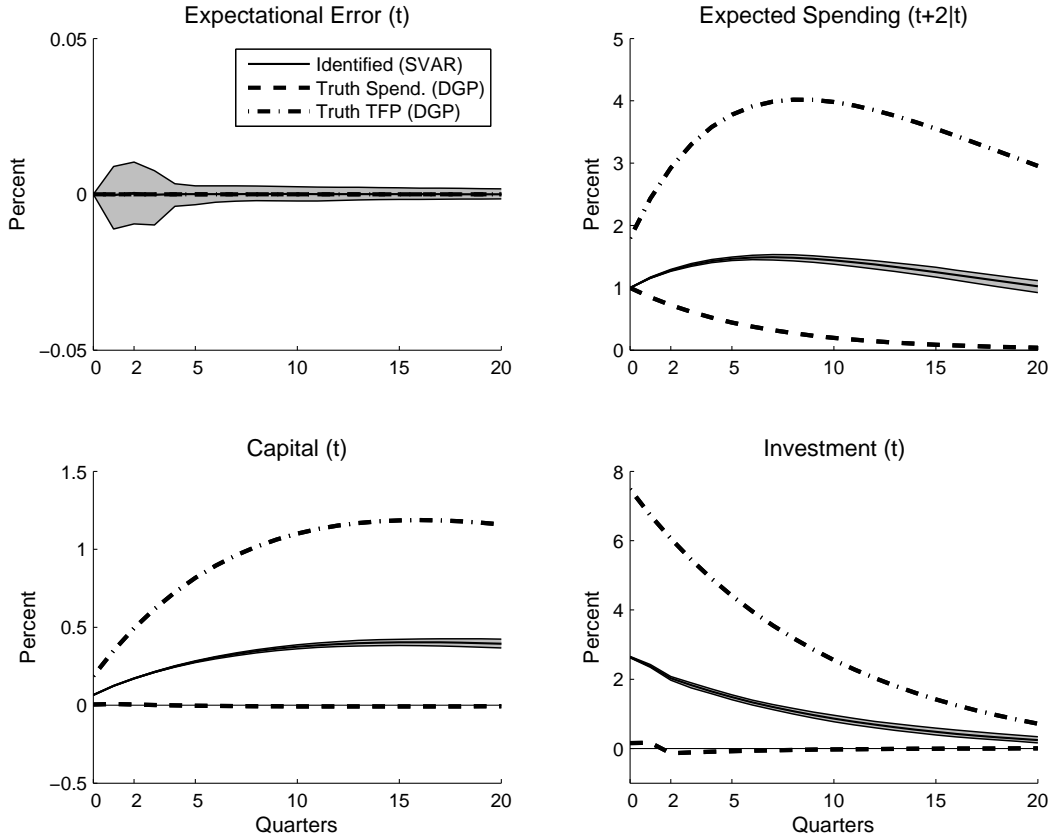 Expectational Error (t)
0.05
0
−0.05
Percent
Identified (SVAR)
Truth Spend. (DGP)
Truth TFP (DGP)
0 2 5 10 15 20
Expected Spending (t+2|t)
5
4
3
2
1
0
Percent
0 2 5 10 15 20
Capital (t)
1.5
1
0.5
0
−0.5
Percent
0 2 5 10 15 20
Quarters
Investment (t)
8
6
4
2
0
Percent
0 2 5 10 15 20
Quarters